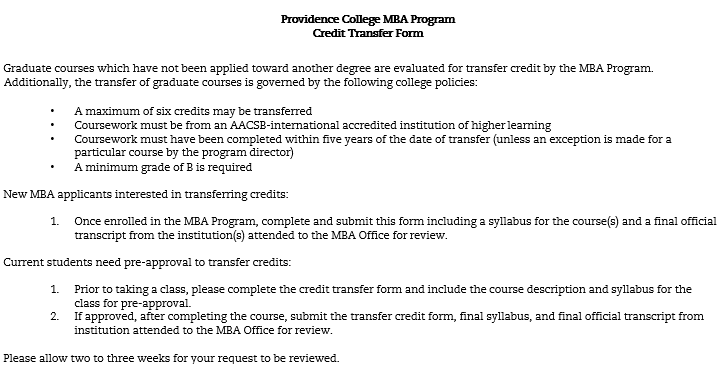 Providence College MBA Program
Credit Transfer Form
Graduate courses which have not been applied toward another degree are evaluated for transfer credit by the MBA Program.
Additionally, the transfer of graduate courses is governed by the following college policies:
• A maximum of six credits may be transferred
• Coursework must be from an AACSB-international accredited institution of higher learning
• Coursework must have been completed within five years of the date of transfer (unless an exception is made for a
particular course by the program director)
• A minimum grade of B is required
New MBA applicants interested in transferring credits:
1. Once enrolled in the MBA Program, complete and submit this form including a syllabus for the course(s) and a final official
transcript from the institution(s) attended to the MBA Office for review.
Current students need pre-approval to transfer credits:
1. Prior to taking a class, please complete the credit transfer form and include the course description and syllabus for the
class for pre-approval.
2. If approved, after completing the course, submit the transfer credit form, final syllabus, and final official transcript from
institution attended to the MBA Office for review.
Please allow two to three weeks for your request to be reviewed.